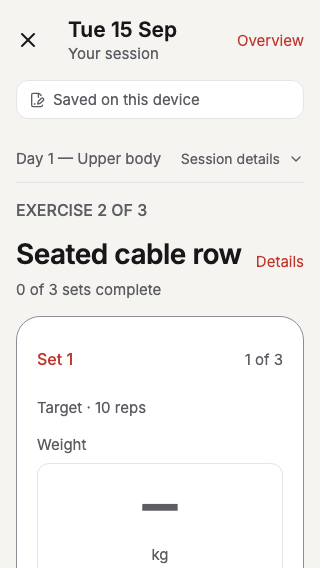 Tue 15 Sep
Your session
Overview
Saved on this device
Day 1 — Upper body
Session details
EXERCISE 2 OF 3
Seated cable row
Details
0 of 3 sets complete
Set 1
1 of 3
Target · 10 reps
Weight
—
kg